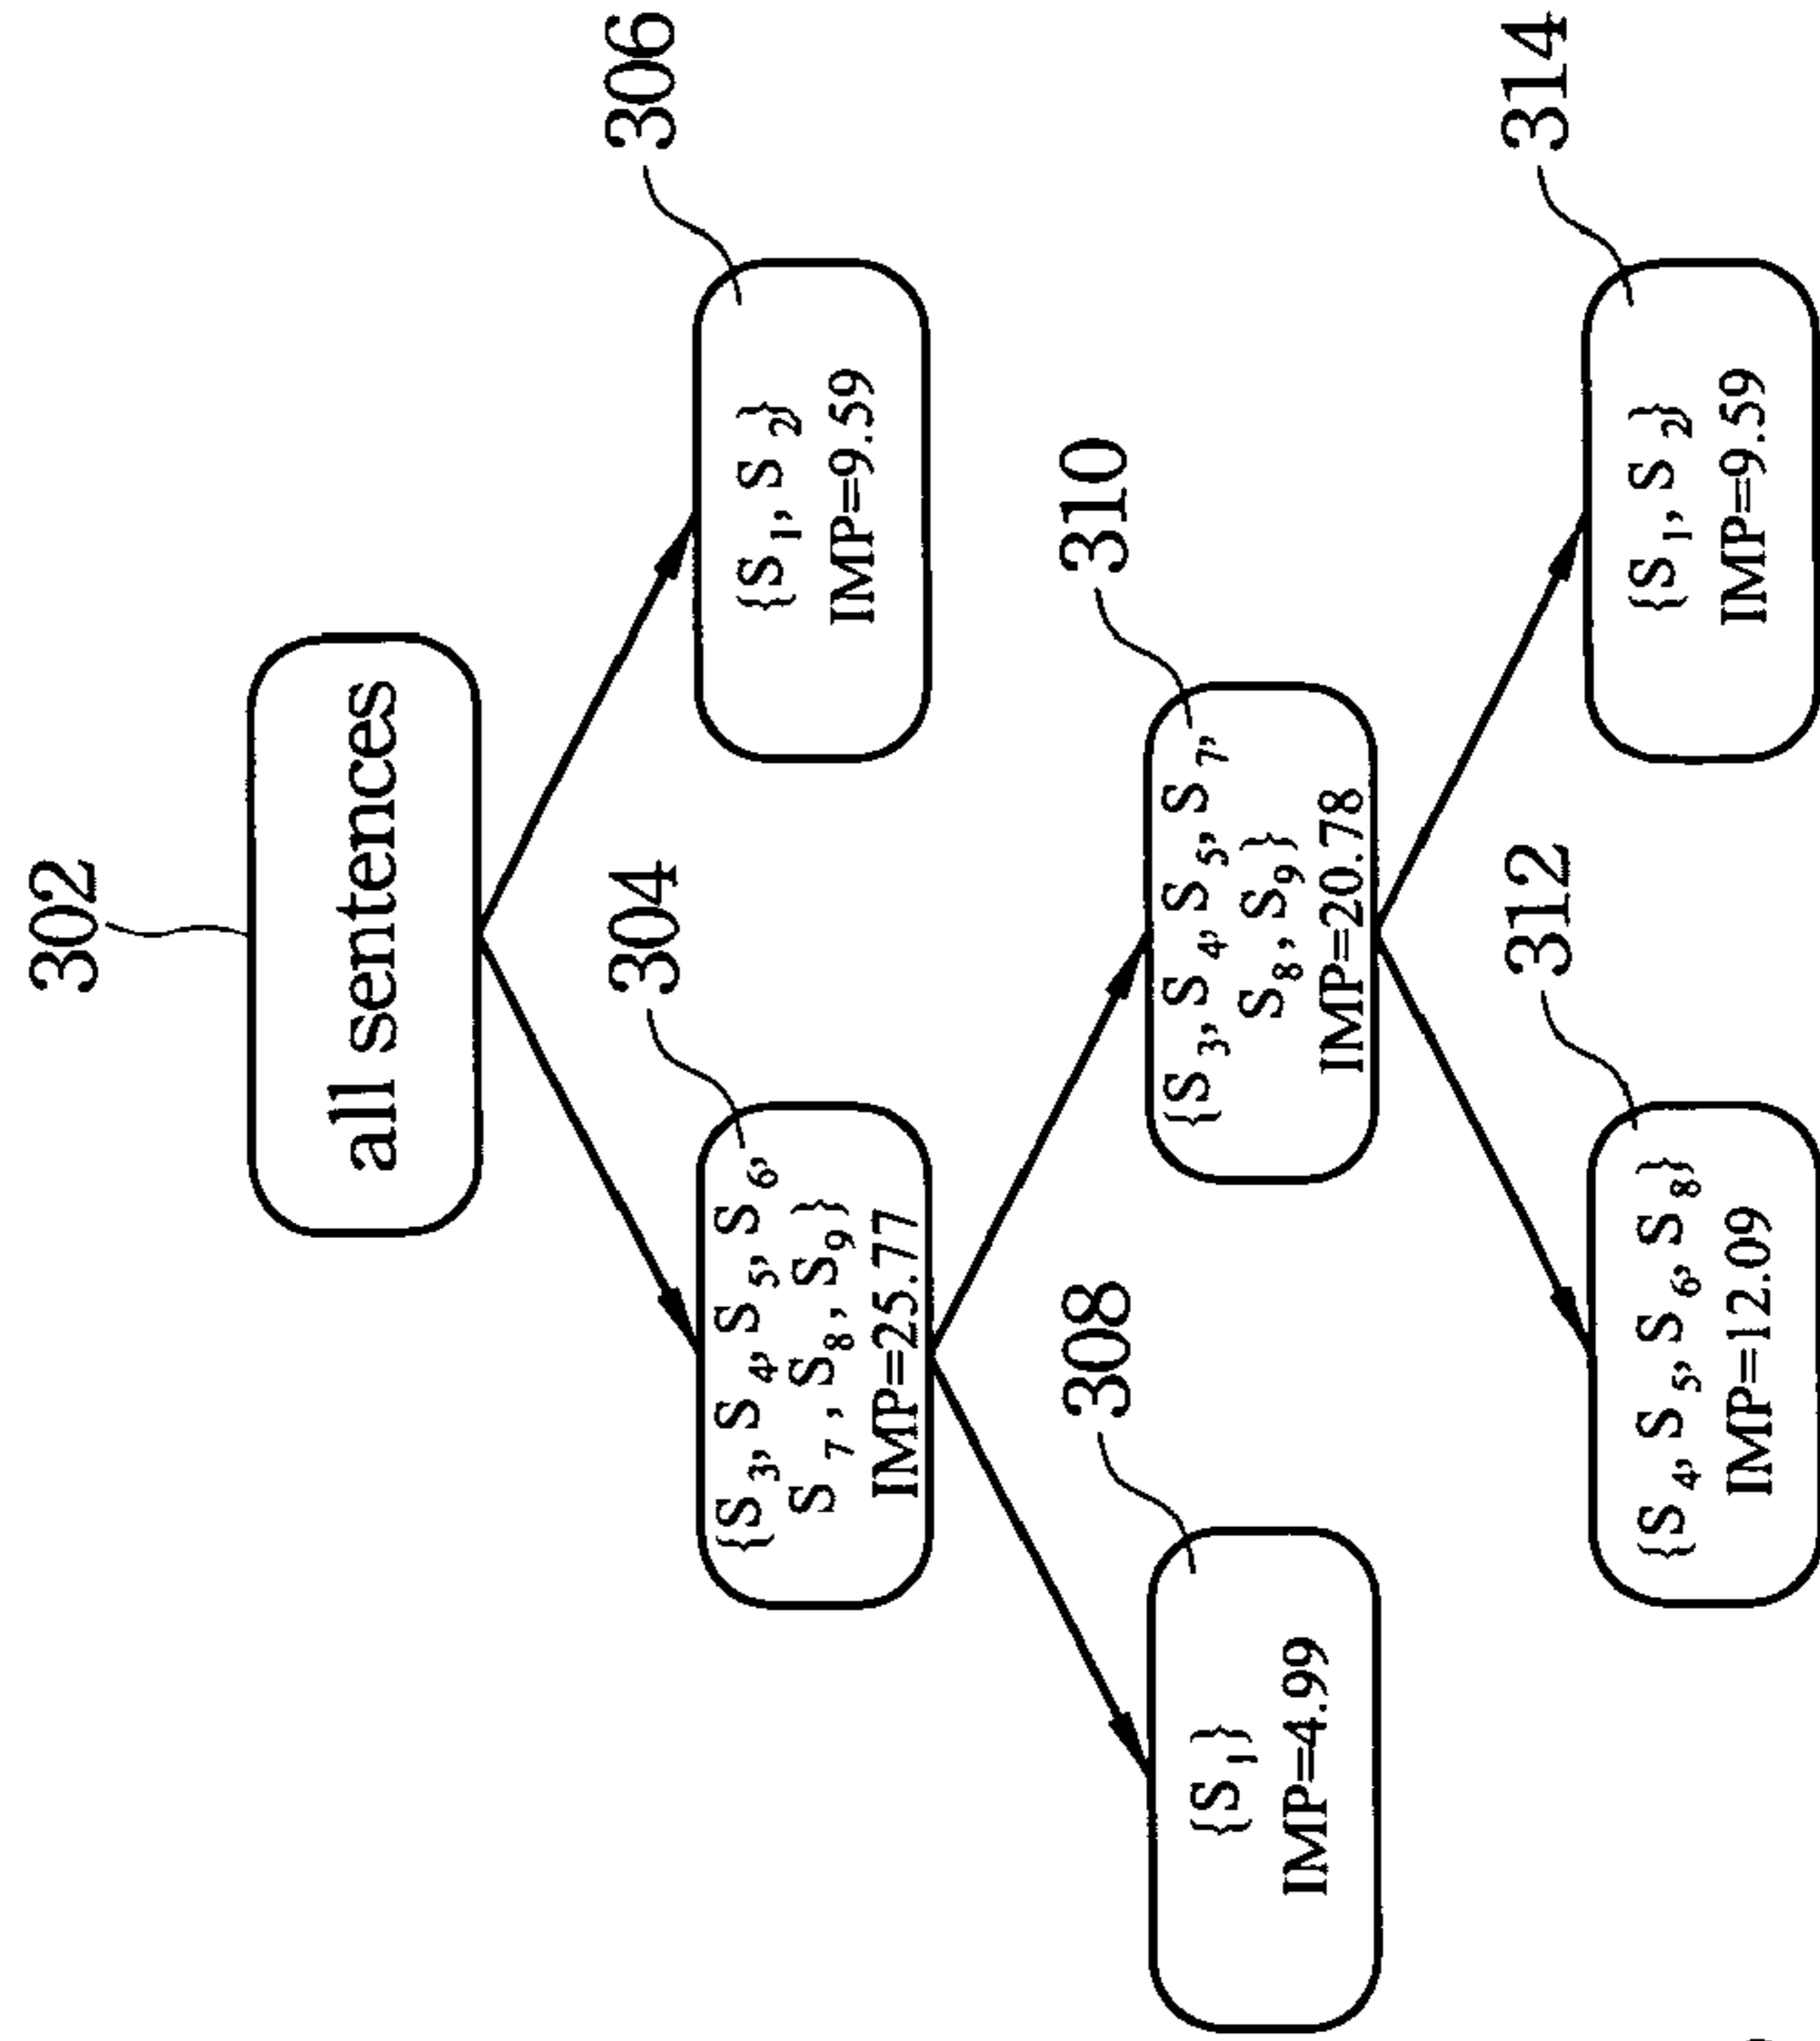 302
all sentences
304
{S3, S4, S5, S6,
S7, S8, S9}
IMP=25.77
306
{S1, S2}
IMP=9.59
308
{S1}
IMP=4.99
310
{S3, S4, S5, S7,
S8, S9}
IMP=20.78
312
{S4, S5, S6, S8}
IMP=12.09
314
{S1, S2}
IMP=9.59